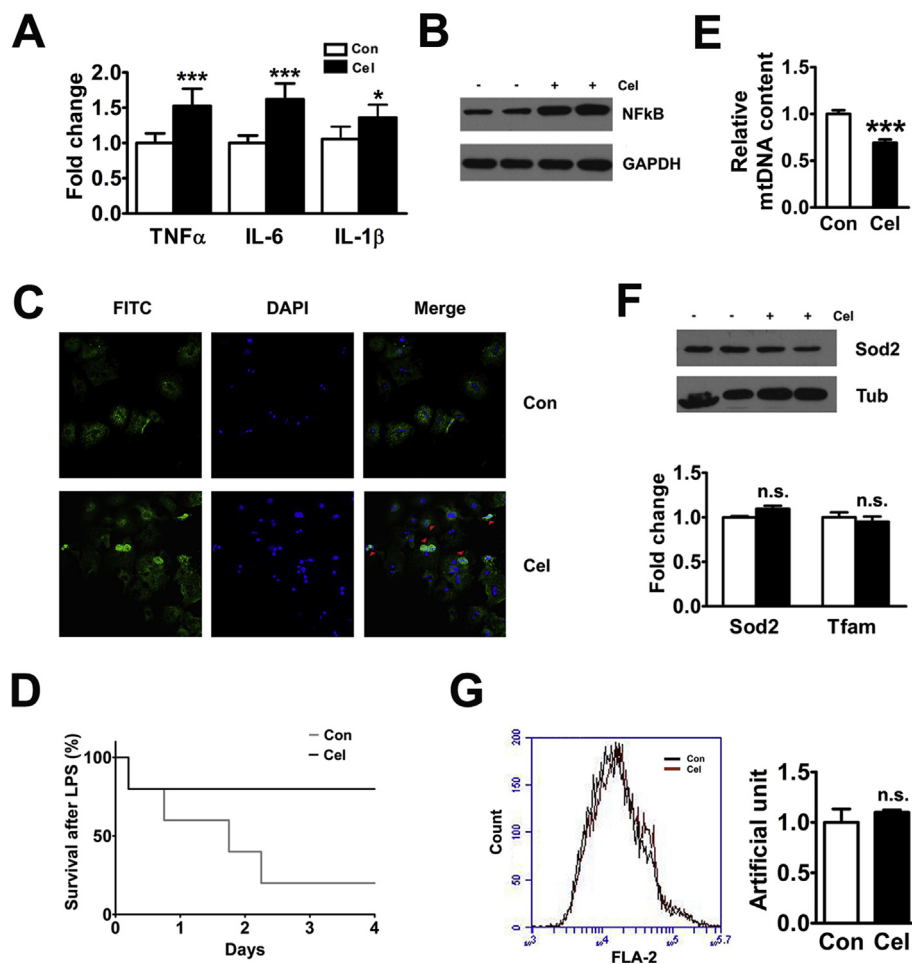 A
Con
Cel
Fold change
2.0
1.5
1.0
0.5
0.0
***
***
*
TNFα
IL-6
IL-1β
B
- - + + Cel
NFkB
GAPDH
E
Relative
mtDNA content
1.5
1.0
0.5
0.0
***
Con Cel
C
FITC
DAPI
Merge
Con
Cel
F
- - + + Cel
Sod2
Tub
Fold change
1.5
1.0
0.5
0.0
n.s.
n.s.
Sod2
Tfam
D
Con
Cel
Survival after LPS (%)
100
50
0
0 1 2 3 4
Days
G
Count
200
150
100
50
0
Con
Cel
FLA-2
Artificial unit
1.5
1.0
0.5
0.0
n.s.
Con Cel